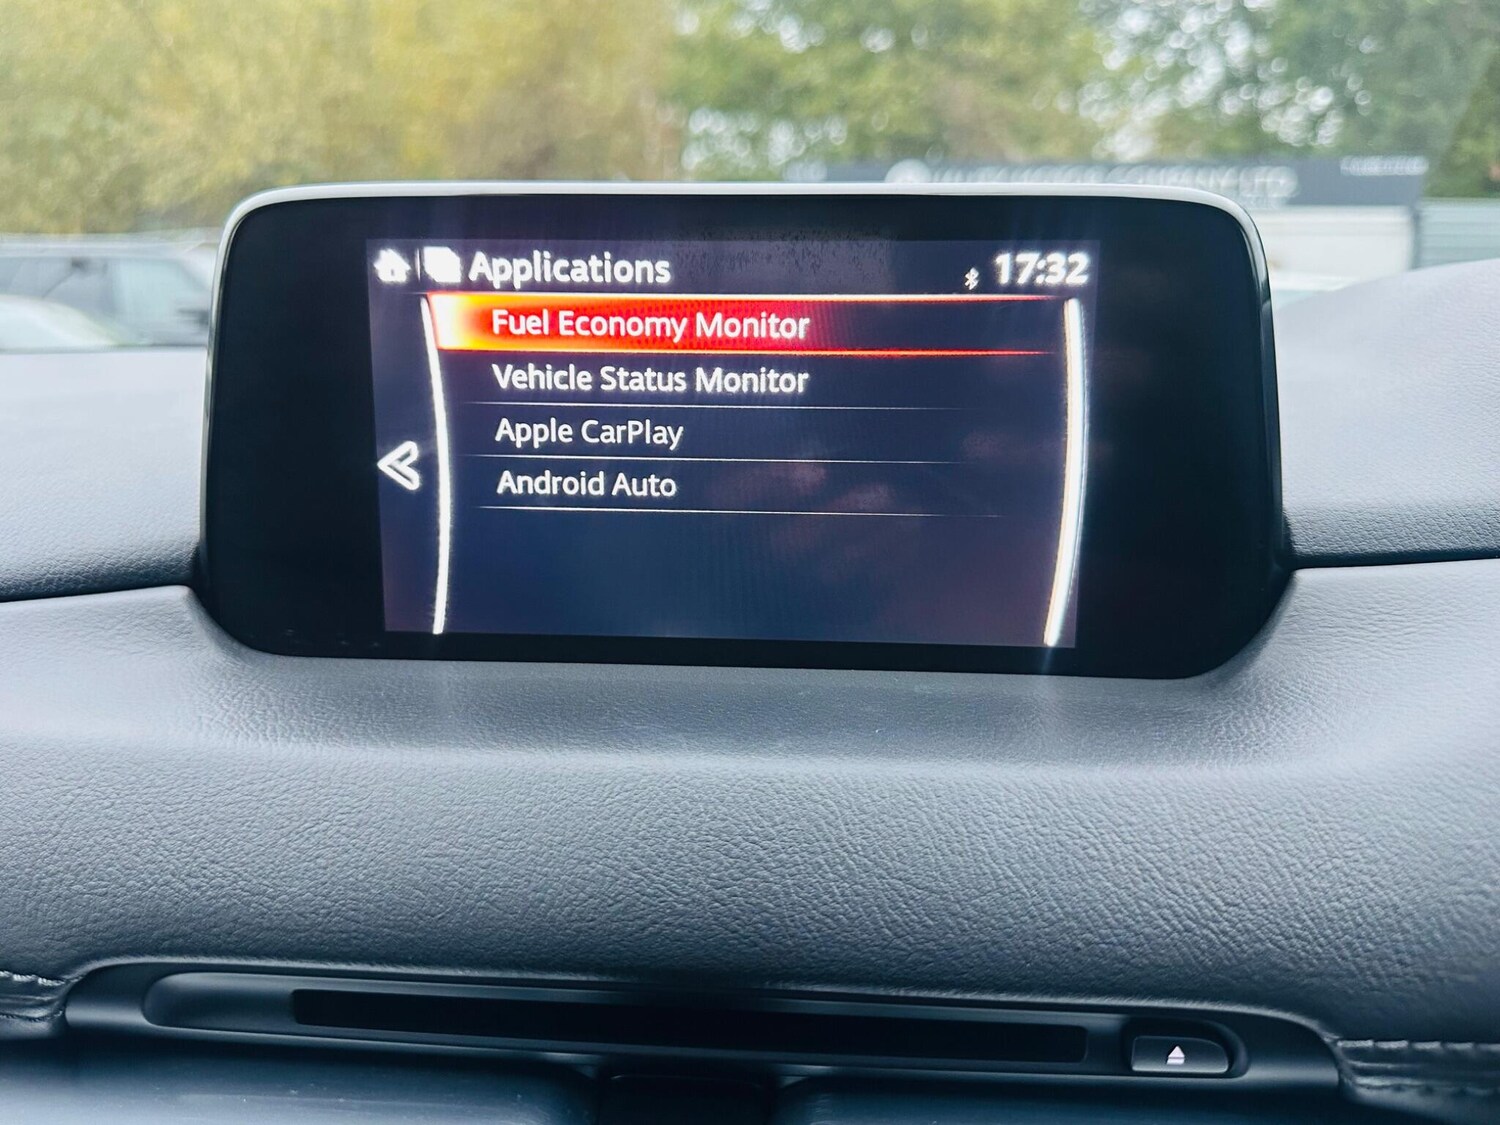 Applications
17:32
Fuel Economy Monitor
Vehicle Status Monitor
Apple CarPlay
Android Auto